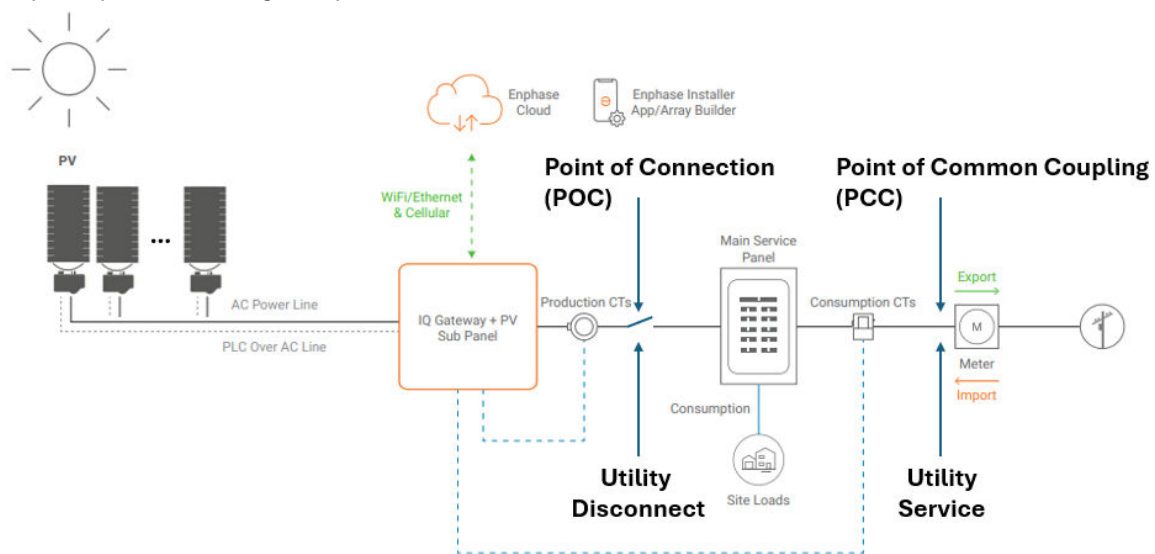 Enphase
Cloud
Enphase Installer
App/Array Builder
PV
WiFi/Ethernet
& Cellular
Point of Connection
(POC)
Point of Common Coupling
(PCC)
...
Main Service
Panel
Export
AC Power Line
Production CTs
Consumption CTs
IQ Gateway + PV
Sub Panel
M
PLC Over AC Line
Meter
Import
Consumption
Utility
Disconnect
Site Loads
Utility
Service